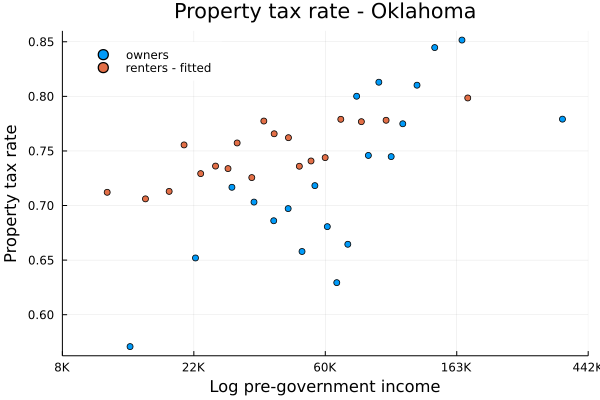 Property tax rate - Oklahoma
owners
renters - fitted
Property tax rate
0.85
0.80
0.75
0.70
0.65
0.60
8K 22K 60K 163K 442K
Log pre-government income